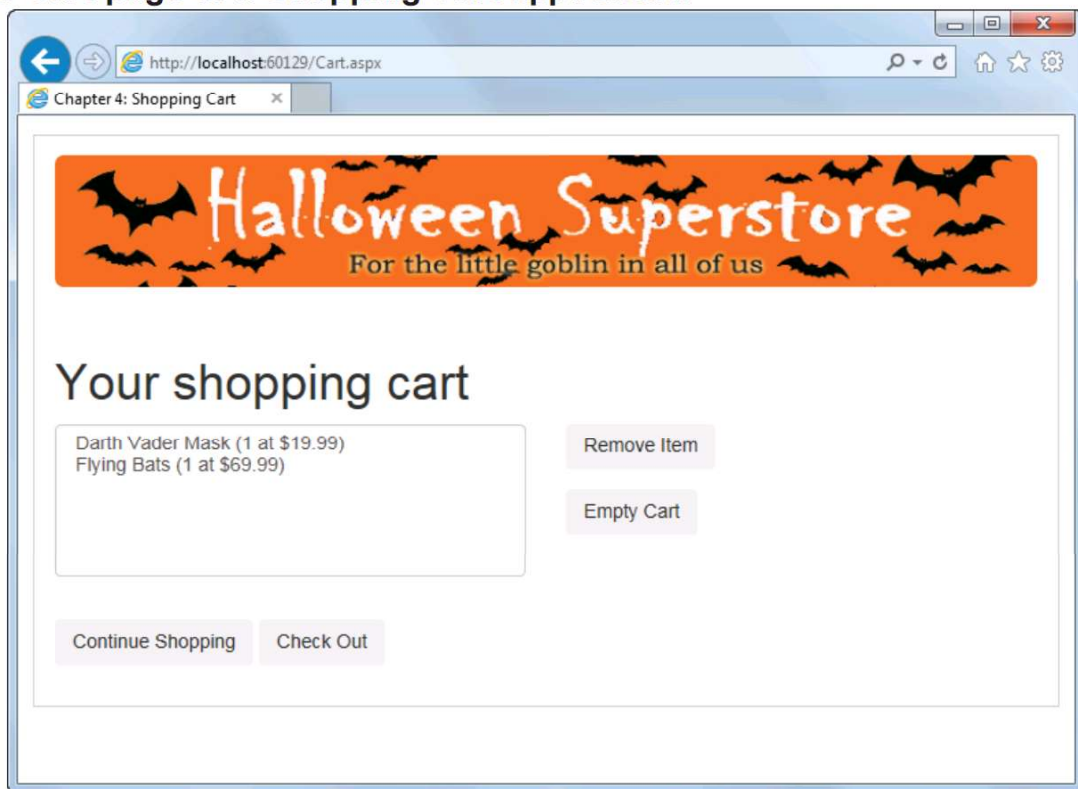 http://localhost:60129/Cart.aspx
Chapter 4: Shopping Cart
Halloween Superstore
For the little goblin in all of us
Your shopping cart
Darth Vader Mask (1 at $19.99)
Flying Bats (1 at $69.99)
Remove Item
Empty Cart
Continue Shopping
Check Out